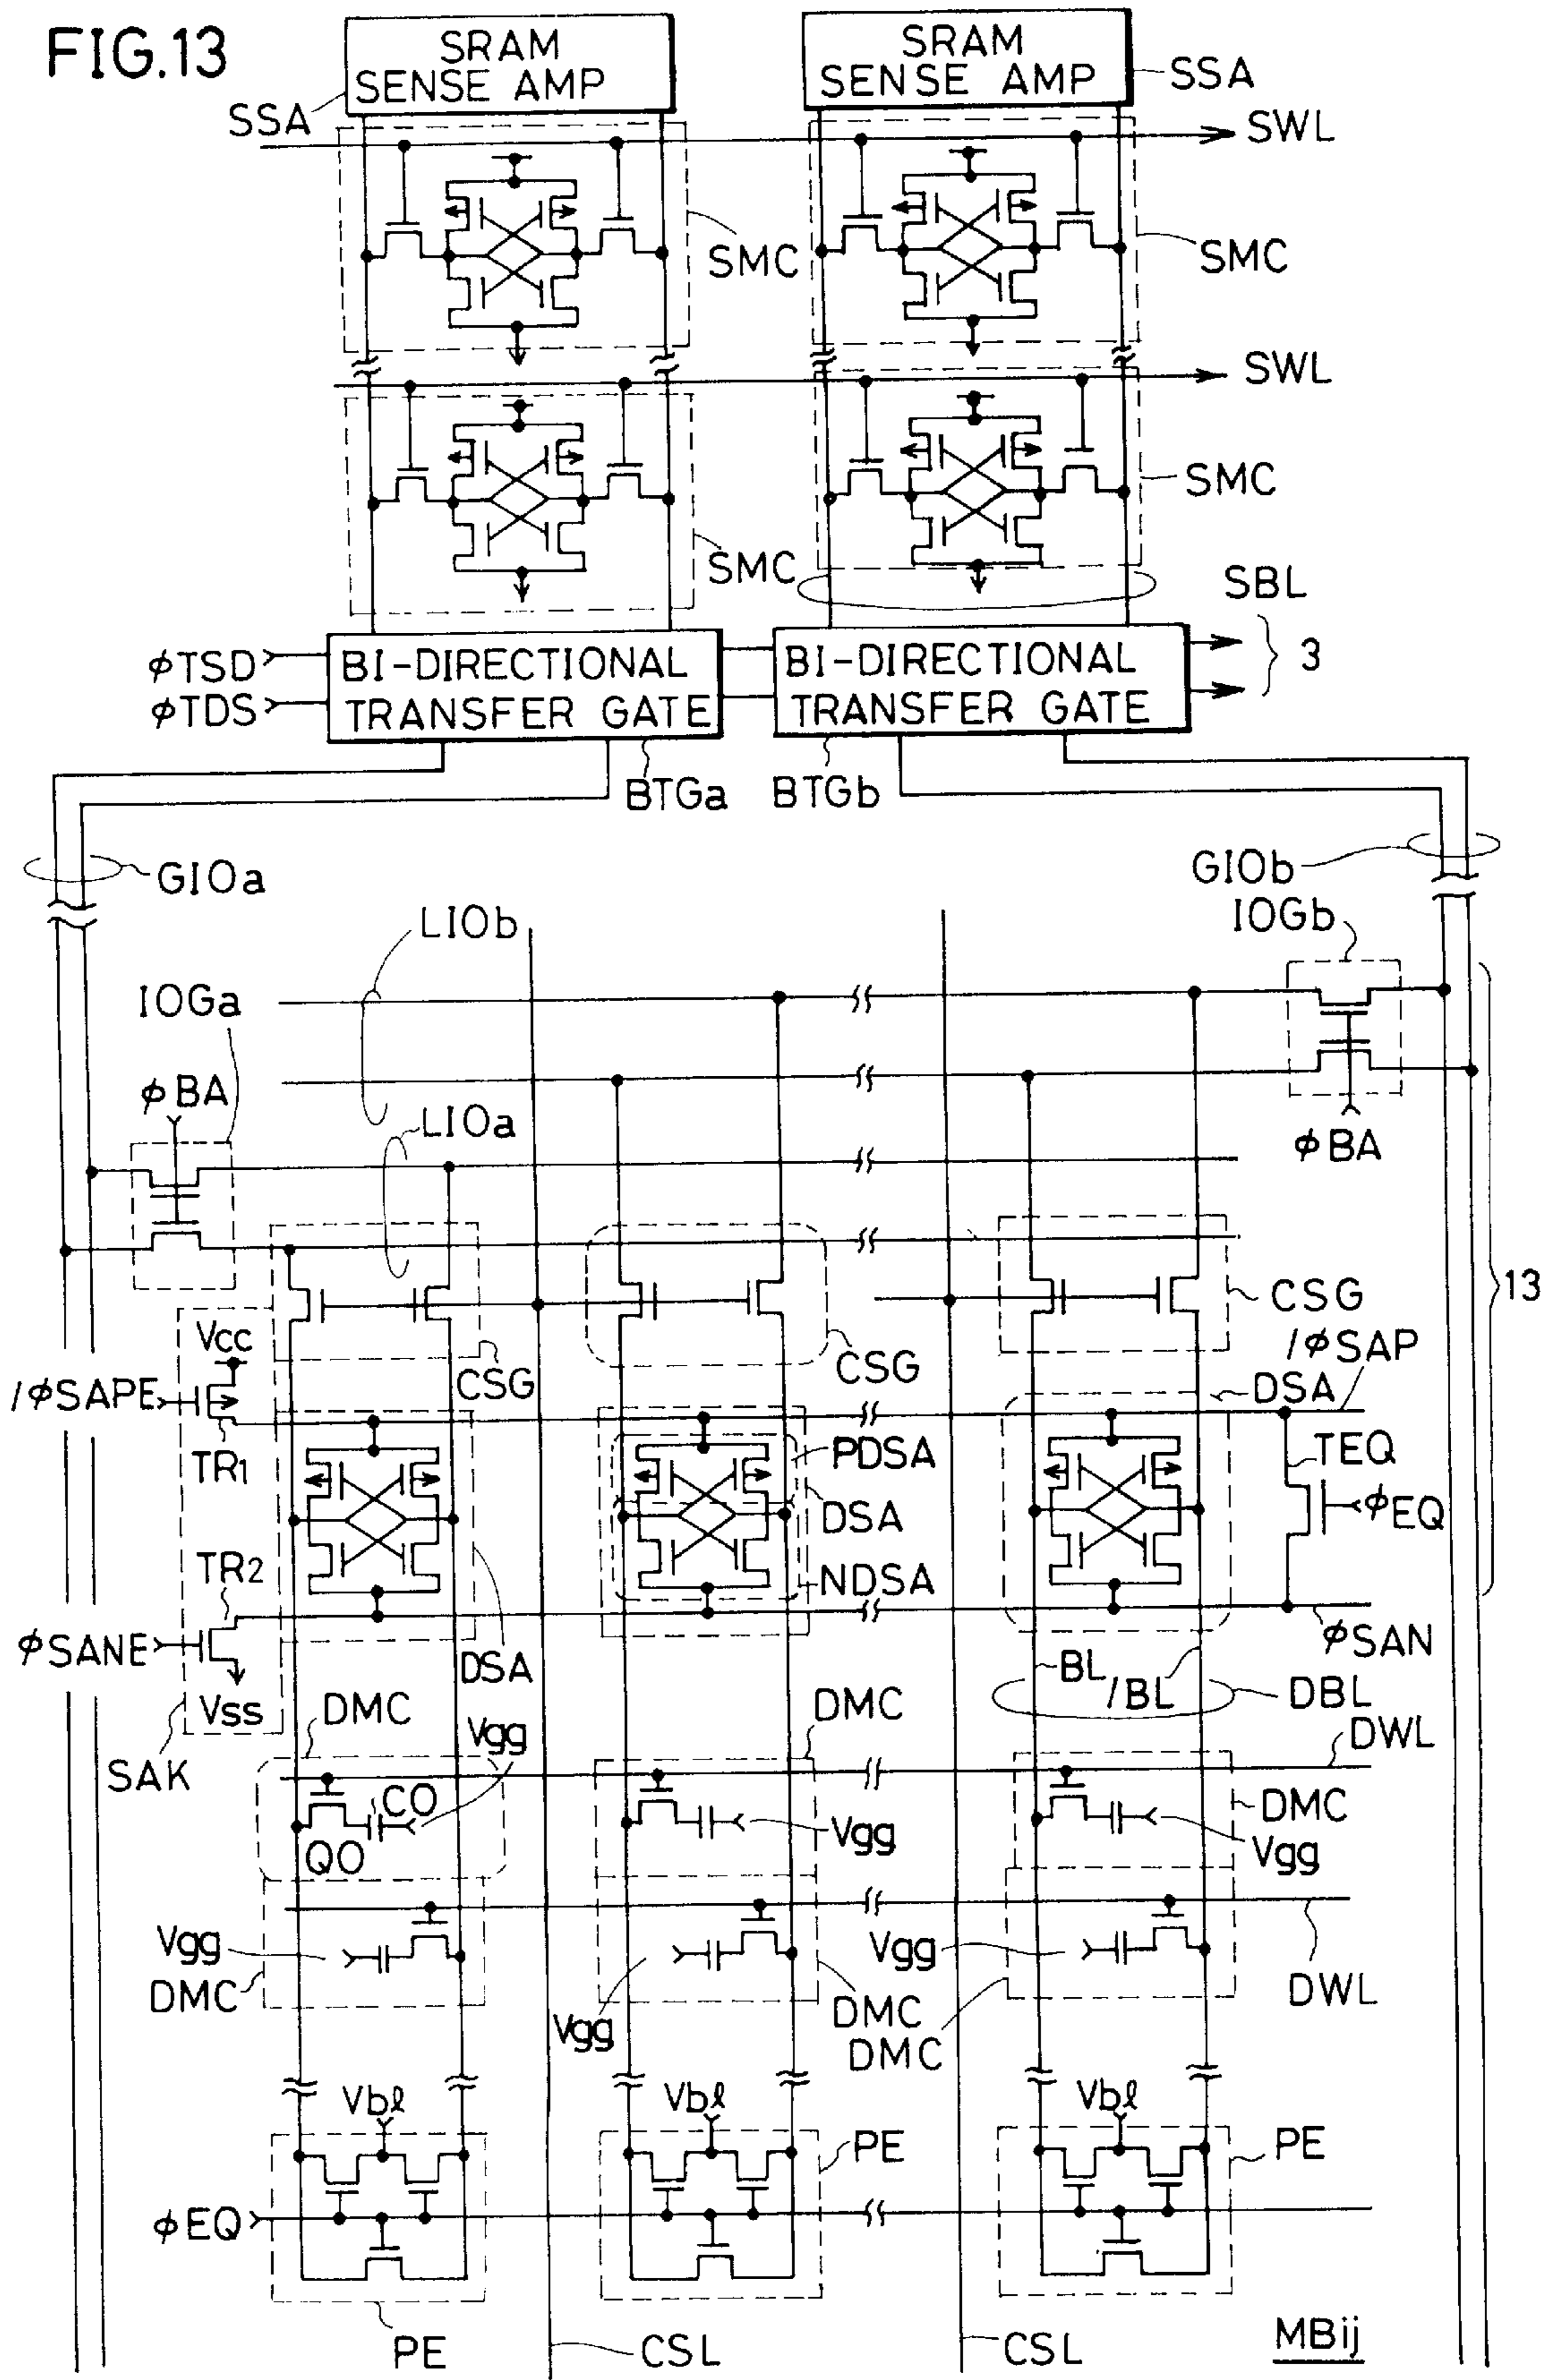 FIG.13
SRAM
SENSE AMP
SRAM
SENSE AMP
SSA
SSA
SWL
SMC
SMC
SWL
SMC
SMC
SBL
φTSD
φTDS
BI-DIRECTIONAL
TRANSFER GATE
BI-DIRECTIONAL
TRANSFER GATE
3
BTGa
BTGb
GIOa
GIOb
LIOb
IOGb
IOGa
φBA
LIOa
φBA
13
CSG
Vcc
CSG
CSG
/φSAP
/φSAPE
DSA
TR1
PDSA
TEQ
DSA
φEQ
TR2
NDSA
φSANE
φSAN
DSA
BL
/BL
DBL
Vss
DMC
Vgg
DMC
DWL
SAK
CO
DMC
QO
Vgg
Vgg
Vgg
Vgg
DMC
DWL
Vgg
DMC
DMC
Vbl
Vbl
Vbl
PE
PE
φEQ
PE
CSL
CSL
MBij